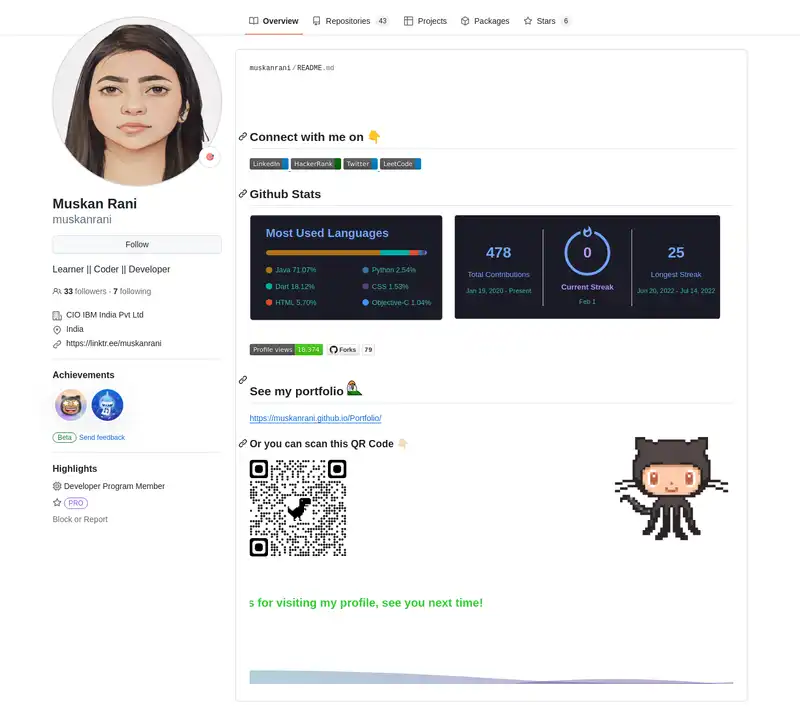 Overview
Repositories 43
Projects
Packages
Stars 6
Muskan Rani
muskanrani
Follow
Learner || Coder || Developer
33 followers · 7 following
CIO IBM India Pvt Ltd
India
https://linktr.ee/muskanrani
Achievements
Beta Send feedback
Highlights
Developer Program Member
PRO
Block or Report
muskanrani/README.md
Connect with me on
LinkedIn HackerRank Twitter LeetCode
Github Stats
Most Used Languages
Java 71.07%
Python 2.54%
Dart 18.12%
CSS 1.53%
HTML 5.70%
Objective-C 1.04%
478
Total Contributions
Jan 19, 2020 - Present
0
Current Streak
Feb 1
25
Longest Streak
Jun 20, 2022 - Jul 14, 2022
Profile views 18,374
Forks 79
See my portfolio
https://muskanrani.github.io/Portfolio/
Or you can scan this QR Code
s for visiting my profile, see you next time!